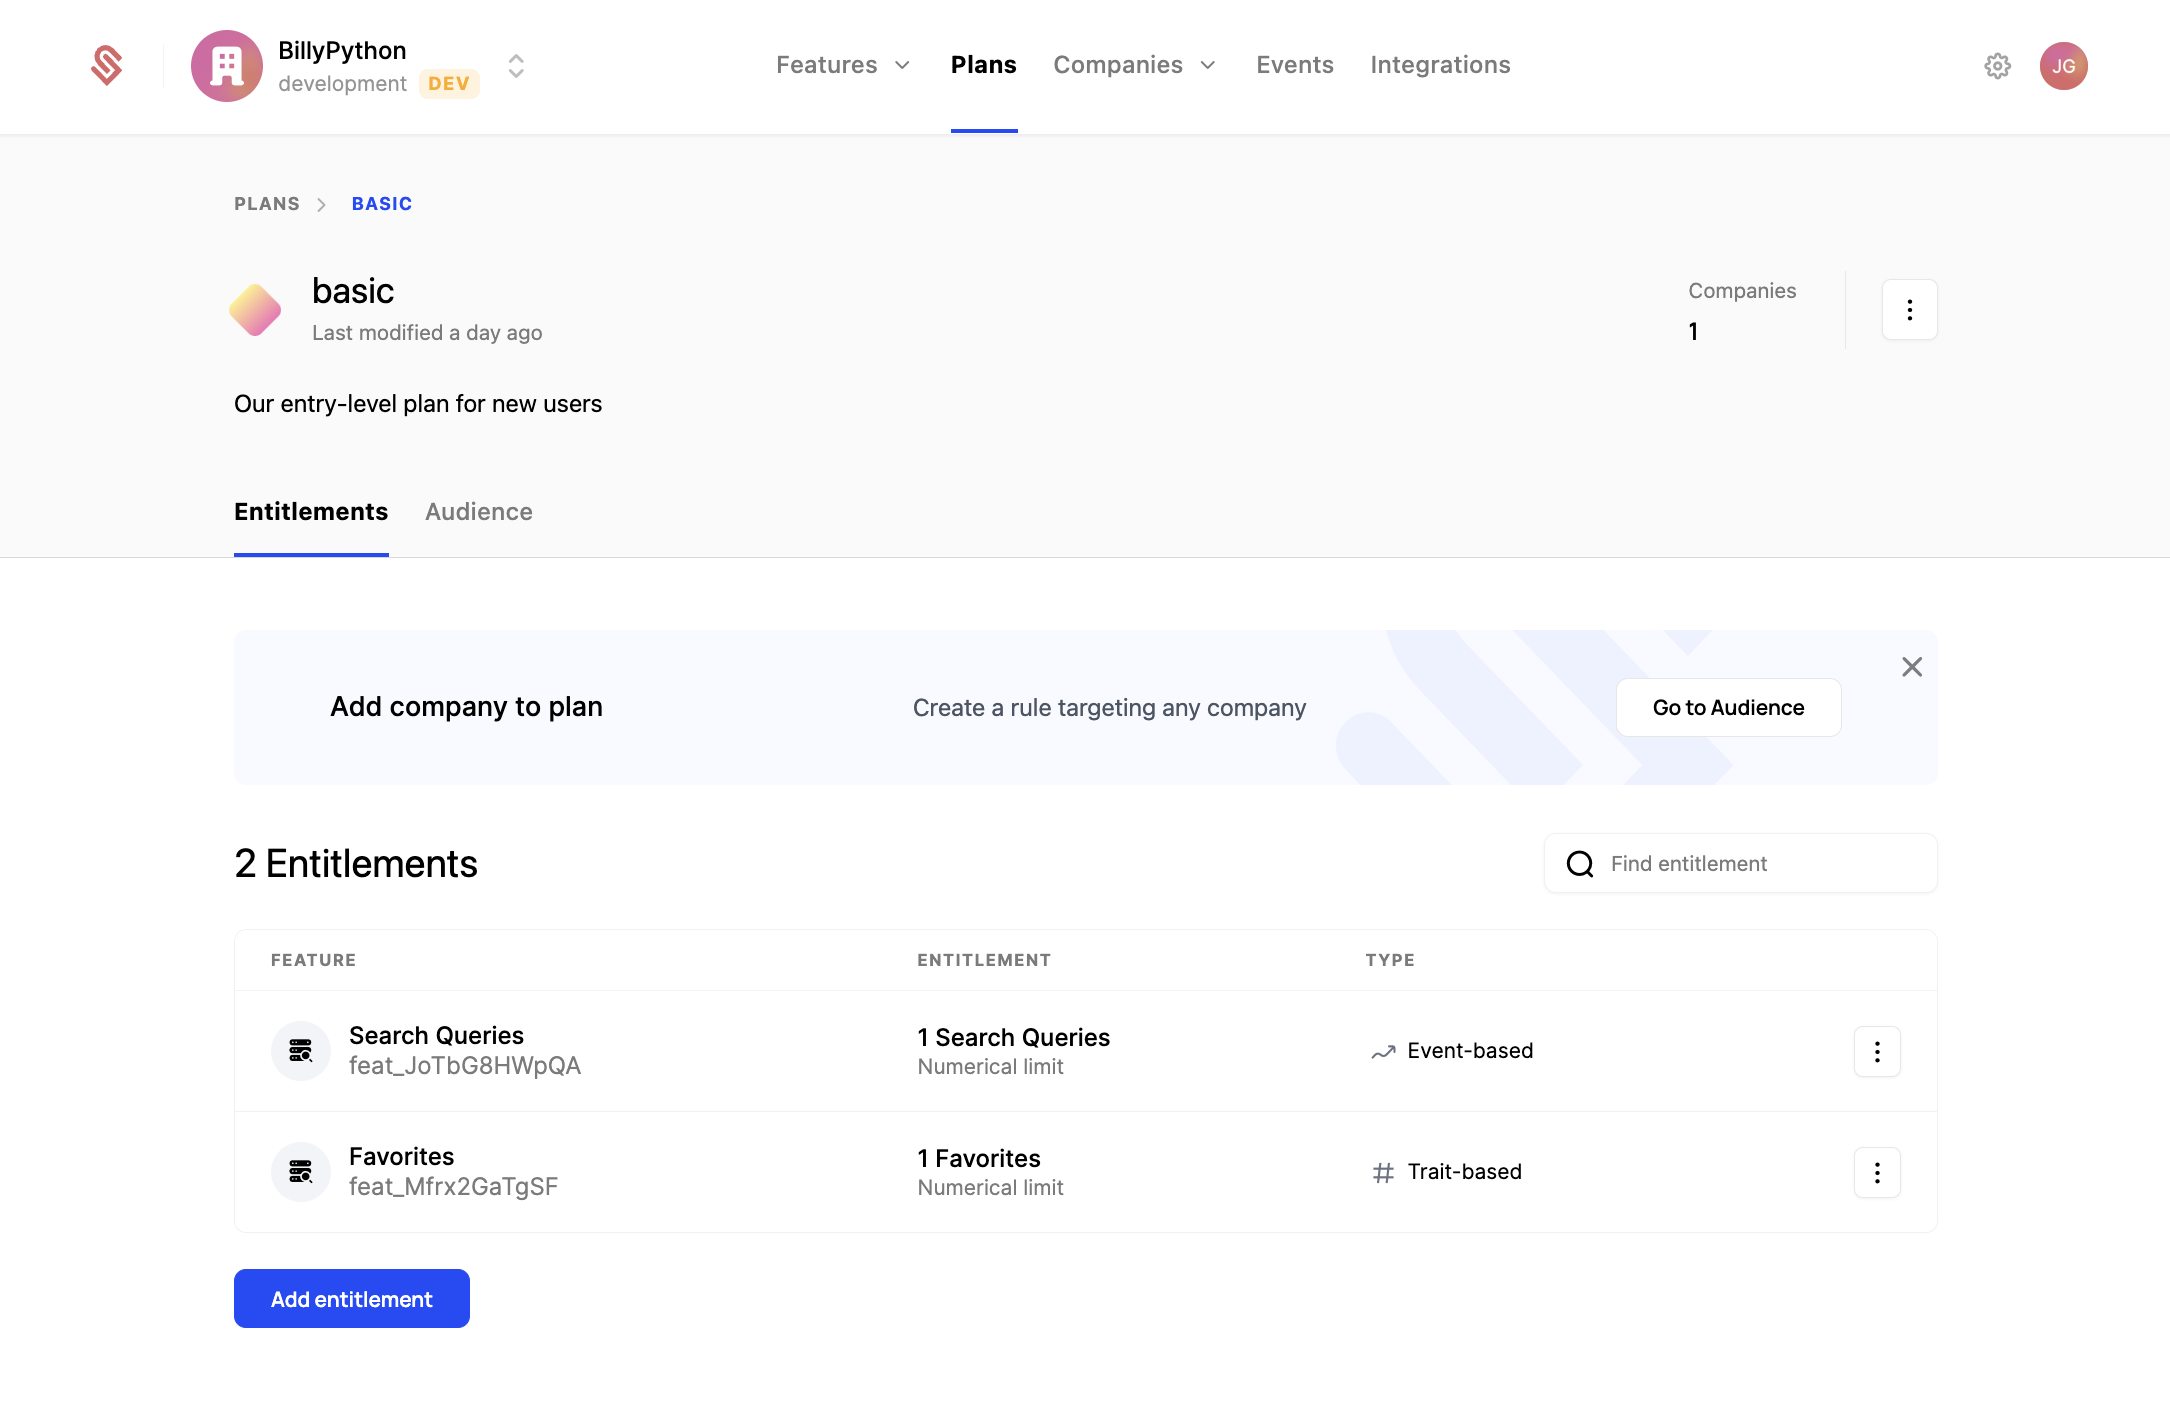 BillyPython
development DEV
Features Plans Companies Events Integrations
JG
PLANS BASIC
basic
Last modified a day ago
Companies
1
Our entry-level plan for new users
Entitlements Audience
Add company to plan Create a rule targeting any company Go to Audience
2 Entitlements
Find entitlement
FEATURE ENTITLEMENT TYPE
Search Queries
feat_JoTbG8HWpQA
1 Search Queries
Numerical limit
Event-based
Favorites
feat_Mfrx2GaTgSF
1 Favorites
Numerical limit
Trait-based
Add entitlement